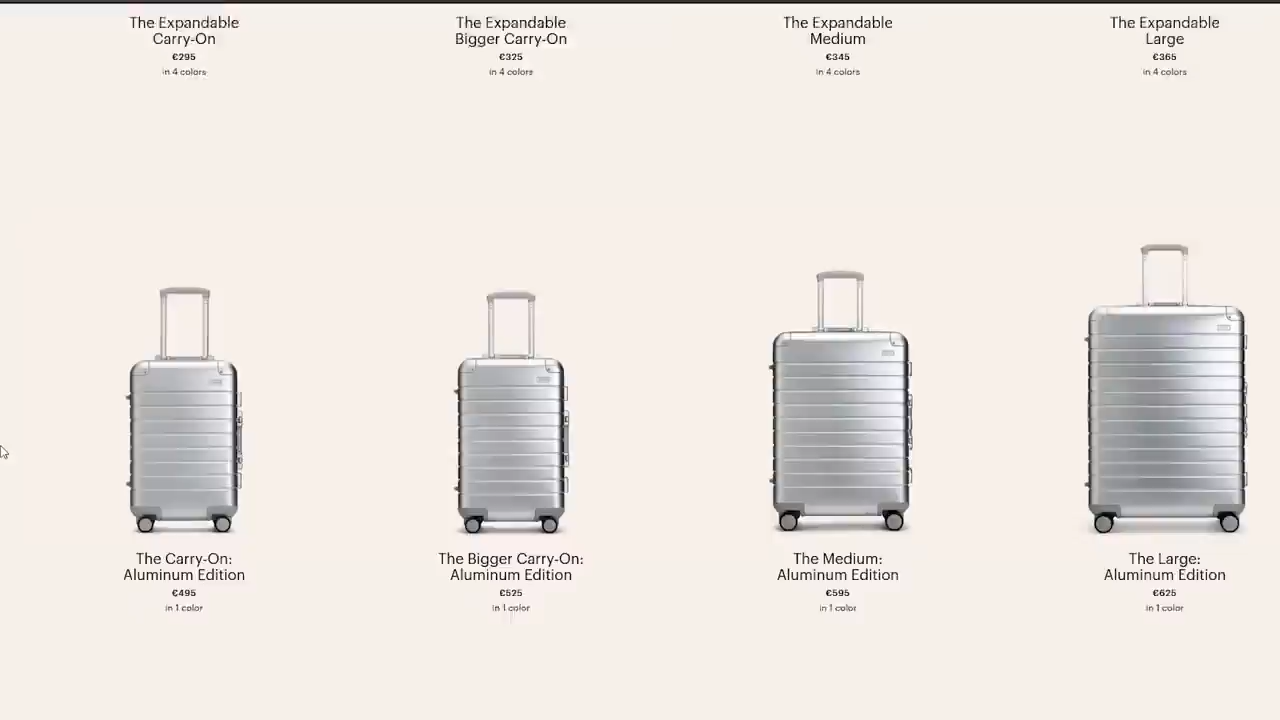 The Expandable
Carry-On
€295
in 4 colors
The Expandable
Bigger Carry-On
€325
in 4 colors
The Expandable
Medium
€345
in 4 colors
The Expandable
Large
€365
in 4 colors
The Carry-On:
Aluminum Edition
€495
in 1 color
The Bigger Carry-On:
Aluminum Edition
€525
in 1 color
The Medium:
Aluminum Edition
€595
in 1 color
The Large:
Aluminum Edition
€625
in 1 color